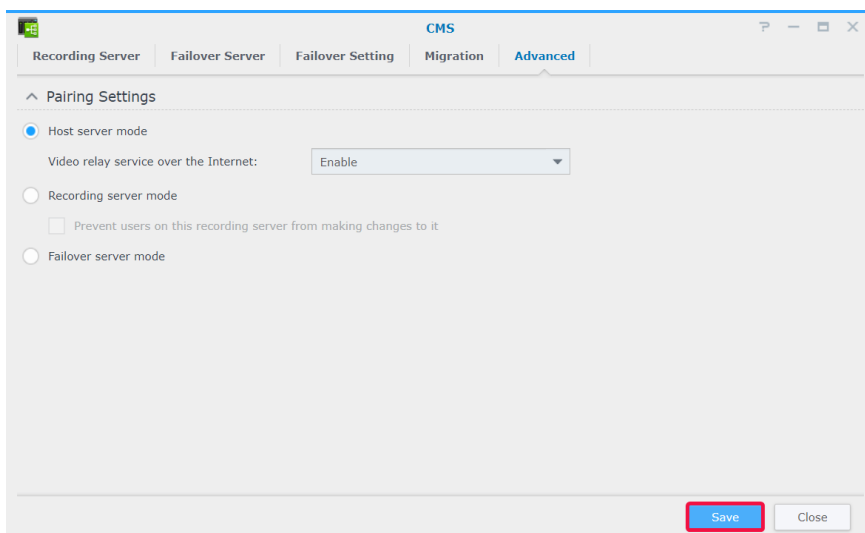 CMS
Recording Server Failover Server Failover Setting Migration Advanced
Pairing Settings
Host server mode
Video relay service over the Internet: Enable
Recording server mode
Prevent users on this recording server from making changes to it
Failover server mode
Save Close